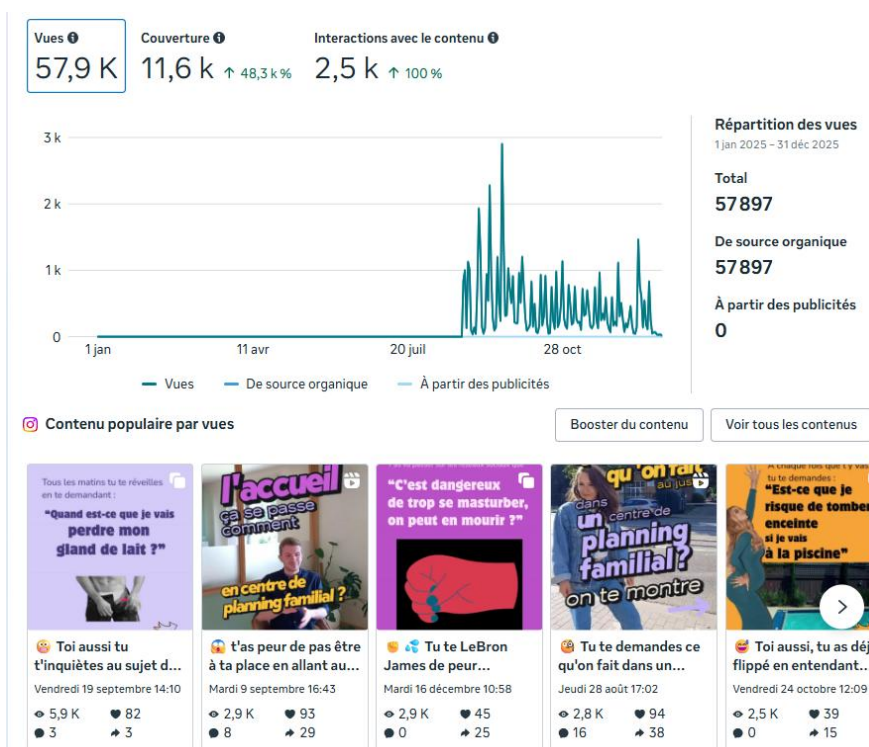 Vues
57,9 K
Couverture
11,6 k ↑ 48,3 k %
Interactions avec le contenu
2,5 k ↑ 100 %
3 k
2 k
1 k
0
1 jan 11 avr 20 juil 28 oct
Vues De source organique À partir des publicités
Répartition des vues
1 jan 2025 – 31 déc 2025
Total
57 897
De source organique
57 897
À partir des publicités
0
Contenu populaire par vues
Booster du contenu
Voir tous les contenus
Tous les matins tu te réveilles
en te demandant :
"Quand est-ce que je vais
perdre mon
gland de lait ?"
😬 Toi aussi tu
t'inquiètes au sujet d...
Vendredi 19 septembre 14:10
5,9 K 82
3 3
l'accueil
ça se passe
comment
en centre de
planning familial ?
😱 t'as peur de pas être
à ta place en allant au...
Mardi 9 septembre 16:43
2,9 K 93
8 29
"C'est dangereux
de trop se masturber,
on peut en mourir ?"
✊ 💦 Tu te LeBron
James de peur...
Mardi 16 décembre 10:58
2,9 K 45
0 25
qu'on fait
au jus
dans
un centre de
planning
familial?
on te montre
🧐 Tu te demandes ce
qu'on fait dans un...
Jeudi 28 août 17:02
2,8 K 94
16 38
A chaque fois que t'y vas
tu te demandes :
"Est-ce que je
risque de tomber
enceinte
si je vais
à la piscine"
😅 Toi aussi, tu as déj
flippé en entendant...
Vendredi 24 octobre 12:09
2,5 K 39
0 15